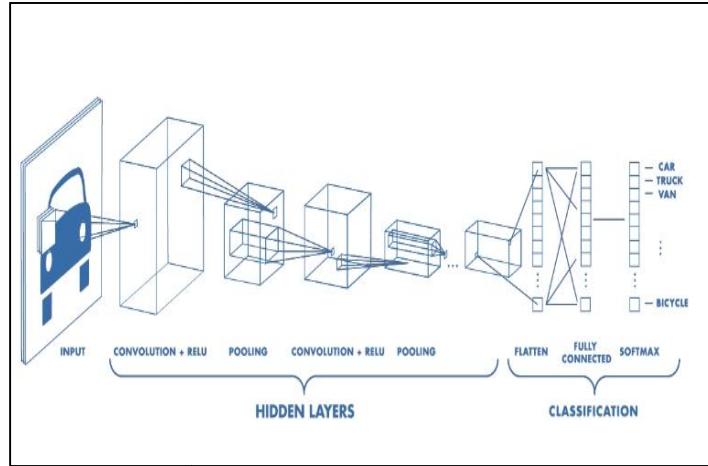 CAR
TRUCK
VAN
BICYCLE
INPUT
CONVOLUTION + RELU
POOLING
CONVOLUTION + RELU
POOLING
FLATTEN
FULLY
CONNECTED
SOFTMAX
HIDDEN LAYERS
CLASSIFICATION